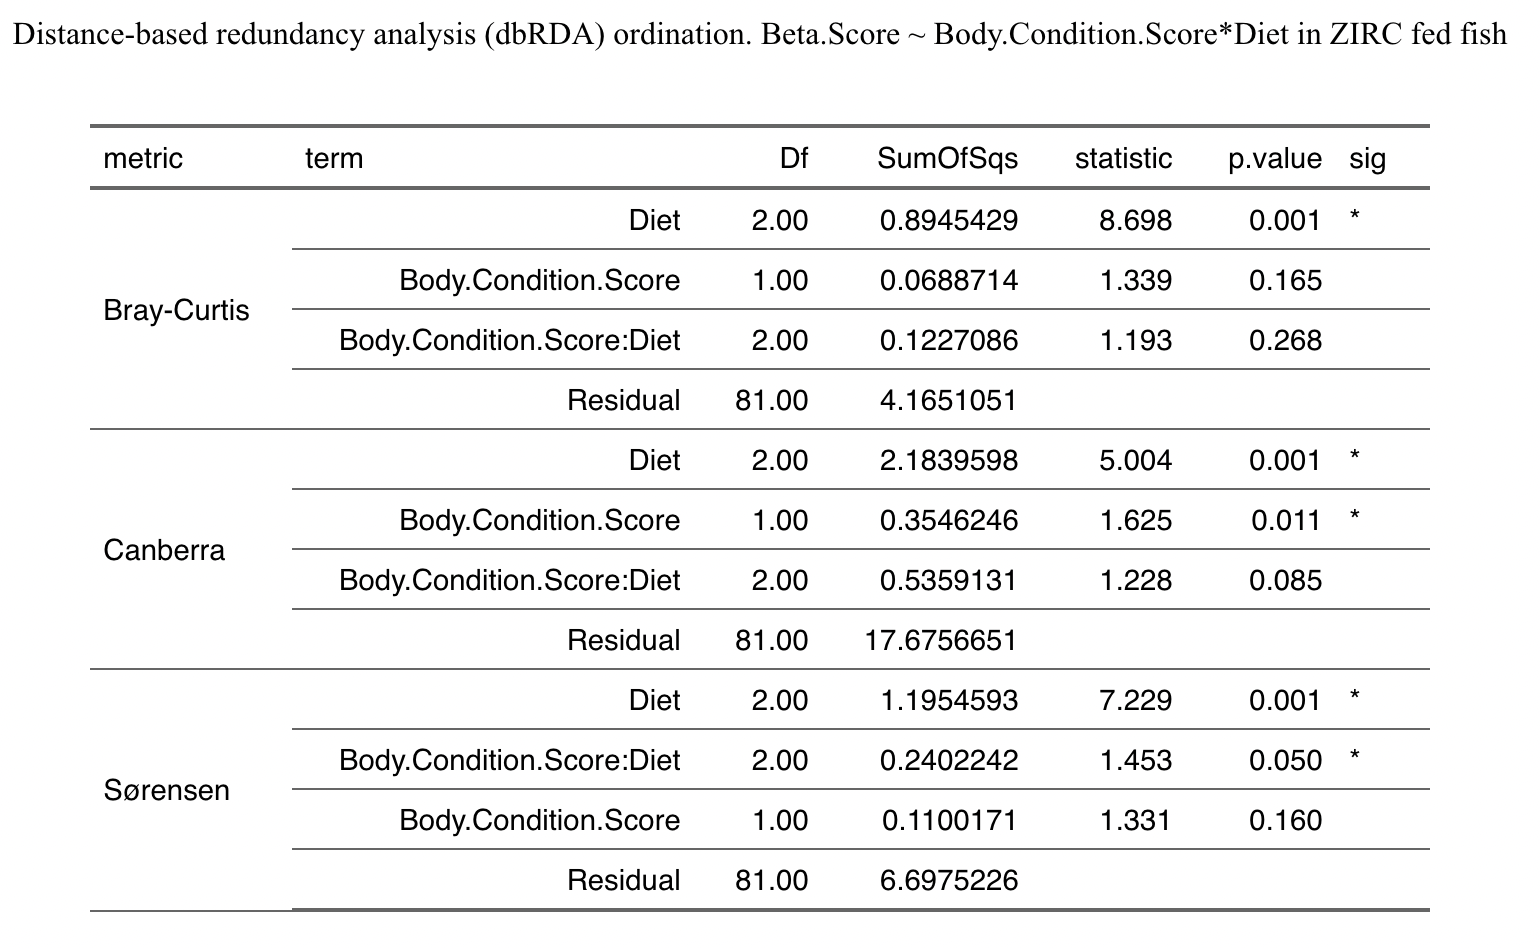 Distance-based redundancy analysis (dbRDA) ordination. Beta.Score ~ Body.Condition.Score*Diet in ZIRC fed fish
metric term Df SumOfSqs statistic p.value sig
Bray-Curtis
Diet 2.00 0.8945429 8.698 0.001 *
Body.Condition.Score 1.00 0.0688714 1.339 0.165
Body.Condition.Score:Diet 2.00 0.1227086 1.193 0.268
Residual 81.00 4.1651051
Canberra
Diet 2.00 2.1839598 5.004 0.001 *
Body.Condition.Score 1.00 0.3546246 1.625 0.011 *
Body.Condition.Score:Diet 2.00 0.5359131 1.228 0.085
Residual 81.00 17.6756651
Sørensen
Diet 2.00 1.1954593 7.229 0.001 *
Body.Condition.Score:Diet 2.00 0.2402242 1.453 0.050 *
Body.Condition.Score 1.00 0.1100171 1.331 0.160
Residual 81.00 6.6975226